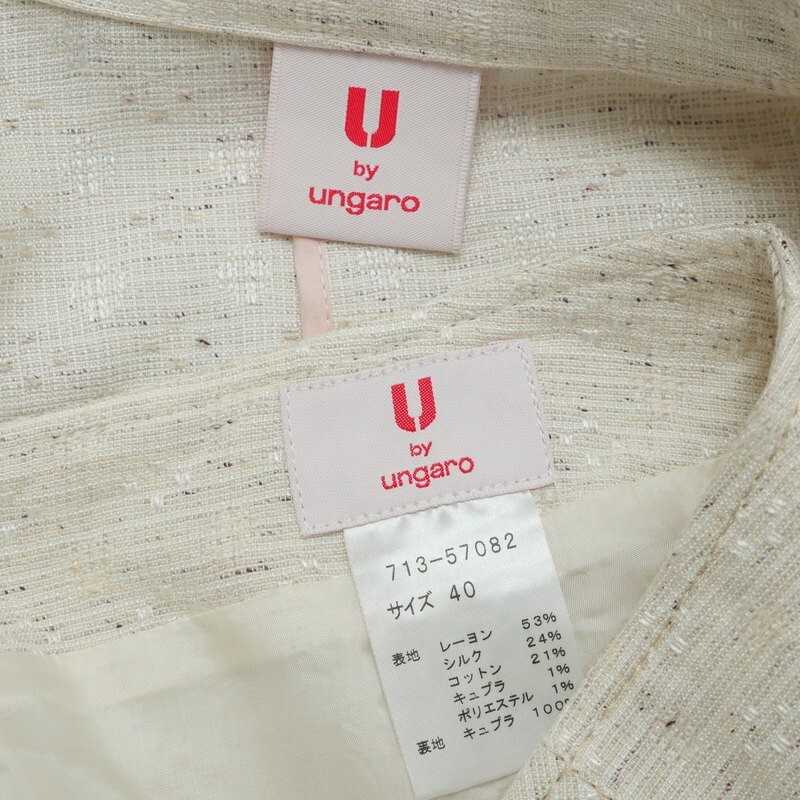 U
by
ungaro
U
by
ungaro
713-57082
サイズ 40
表地 レーヨン 53%
シルク 24%
コットン 21%
キュプラ 1%
ポリエステル 1%
裏地 キュプラ 100%